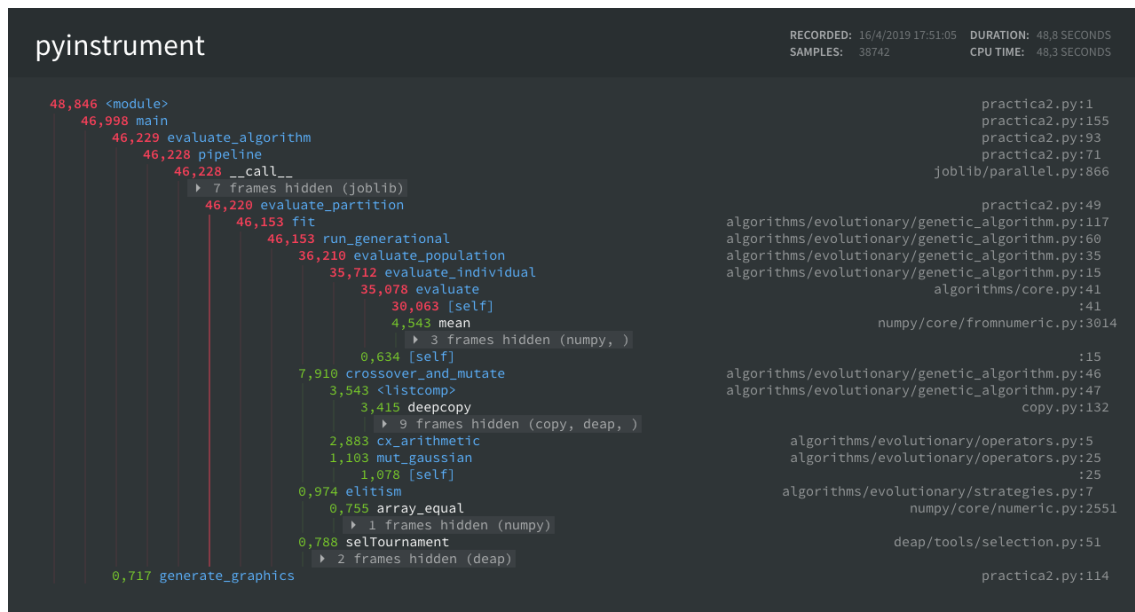 pyinstrument
RECORDED: 16/4/2019 17:51:05 DURATION: 48,8 SECONDS
SAMPLES: 38742 CPU TIME: 48,3 SECONDS
48,846 <module> practica2.py:1
46,998 main practica2.py:155
46,229 evaluate_algorithm practica2.py:93
46,228 pipeline practica2.py:71
46,228 __call__ joblib/parallel.py:866
7 frames hidden (joblib)
46,220 evaluate_partition practica2.py:49
46,153 fit algorithms/evolutionary/genetic_algorithm.py:117
46,153 run_generational algorithms/evolutionary/genetic_algorithm.py:60
36,210 evaluate_population algorithms/evolutionary/genetic_algorithm.py:35
35,712 evaluate_individual algorithms/evolutionary/genetic_algorithm.py:15
35,078 evaluate algorithms/core.py:41
30,063 [self] :41
4,543 mean numpy/core/fromnumeric.py:3014
3 frames hidden (numpy, )
0,634 [self] :15
7,910 crossover_and_mutate algorithms/evolutionary/genetic_algorithm.py:46
3,543 <listcomp> algorithms/evolutionary/genetic_algorithm.py:47
3,415 deepcopy copy.py:132
9 frames hidden (copy, deap, )
2,883 cx_arithmetic algorithms/evolutionary/operators.py:5
1,103 mut_gaussian algorithms/evolutionary/operators.py:25
1,078 [self] :25
0,974 elitism algorithms/evolutionary/strategies.py:7
0,755 array_equal numpy/core/numeric.py:2551
1 frames hidden (numpy)
0,788 selTournament deap/tools/selection.py:51
2 frames hidden (deap)
0,717 generate_graphics practica2.py:114